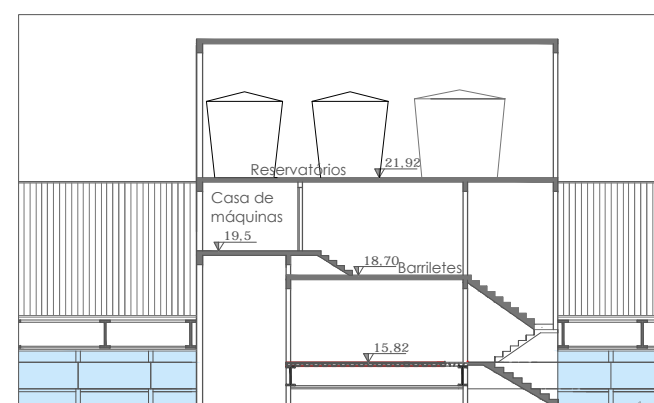 21,92
Reservatórios
Casa de
máquinas
19,5
18,70
Barriletes
15,82